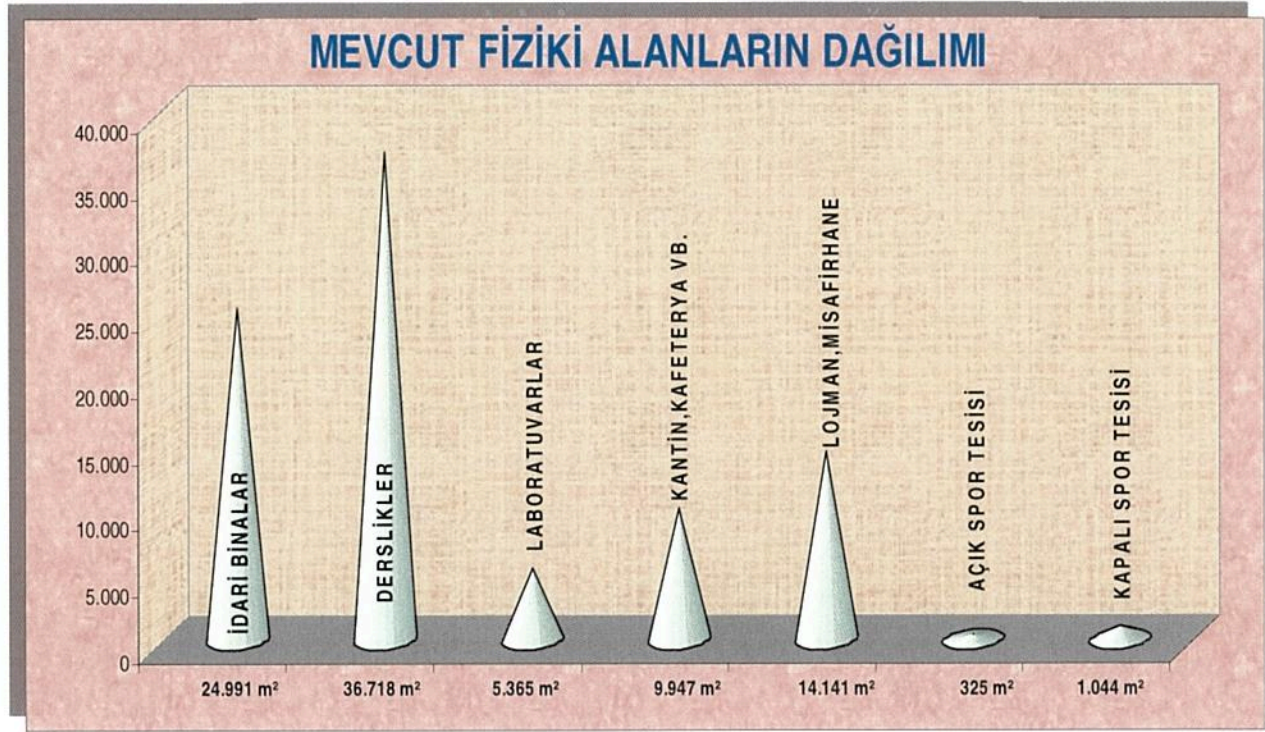 MEVCUT FİZİKİ ALANLARIN DAĞILIMI
40.000
35.000
30.000
25.000
20.000
15.000
10.000
5.000
0
İDARİ BİNALAR
DERSLİKLER
LABORATUVARLAR
KANTİN,KAFETERYA VB.
LOJMAN,MİSAFİRHANE
AÇIK SPOR TESİSİ
KAPALI SPOR TESİSİ
24.991 m² 36.718 m² 5.365 m² 9.947 m² 14.141 m² 325 m² 1.044 m²